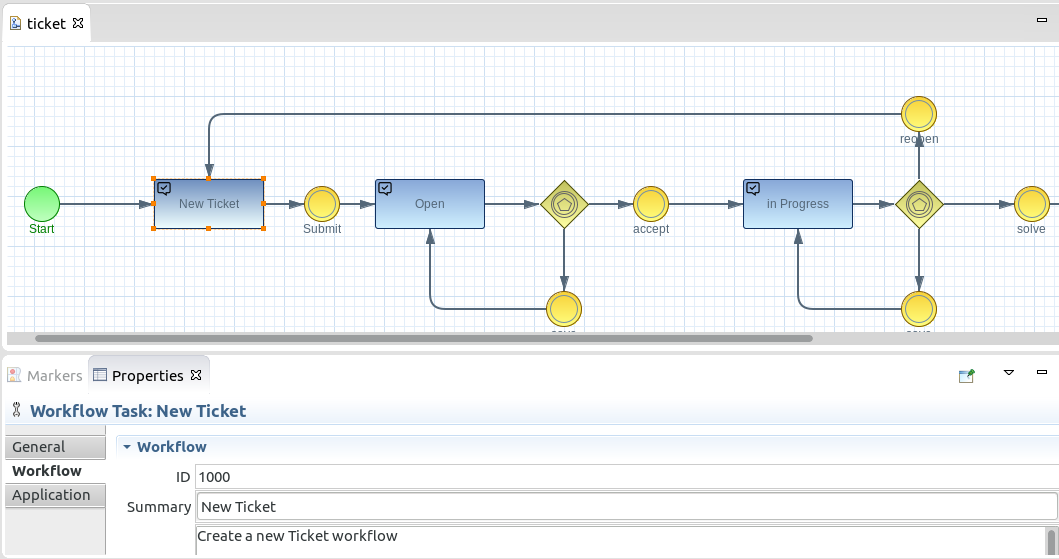 ticket
reopen
New Ticket
Open
in Progress
Start
Submit
accept
solve
Markers
Properties
Workflow Task: New Ticket
General
Workflow
Application
Workflow
ID 1000
Summary New Ticket
Create a new Ticket workflow